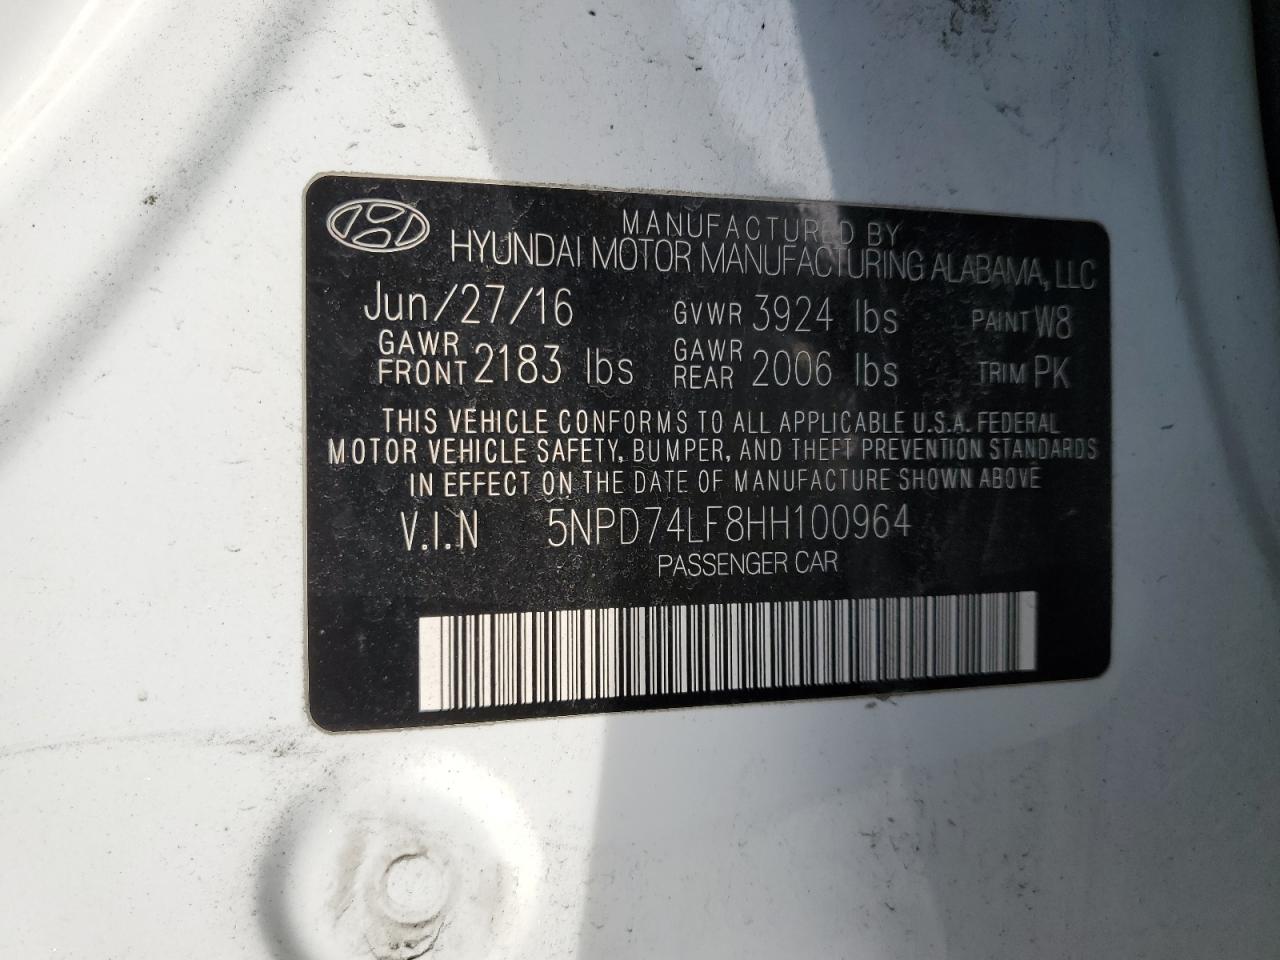 MANUFACTURED BY
HYUNDAI MOTOR MANUFACTURING ALABAMA, LLC
Jun/27/16 GVWR 3924 lbs PAINT W8
GAWR FRONT 2183 lbs GAWR REAR 2006 lbs TRIM PK
THIS VEHICLE CONFORMS TO ALL APPLICABLE U.S.A. FEDERAL
MOTOR VEHICLE SAFETY, BUMPER, AND THEFT PREVENTION STANDARDS
IN EFFECT ON THE DATE OF MANUFACTURE SHOWN ABOVE
V.I.N 5NPD74LF8HH100964
PASSENGER CAR